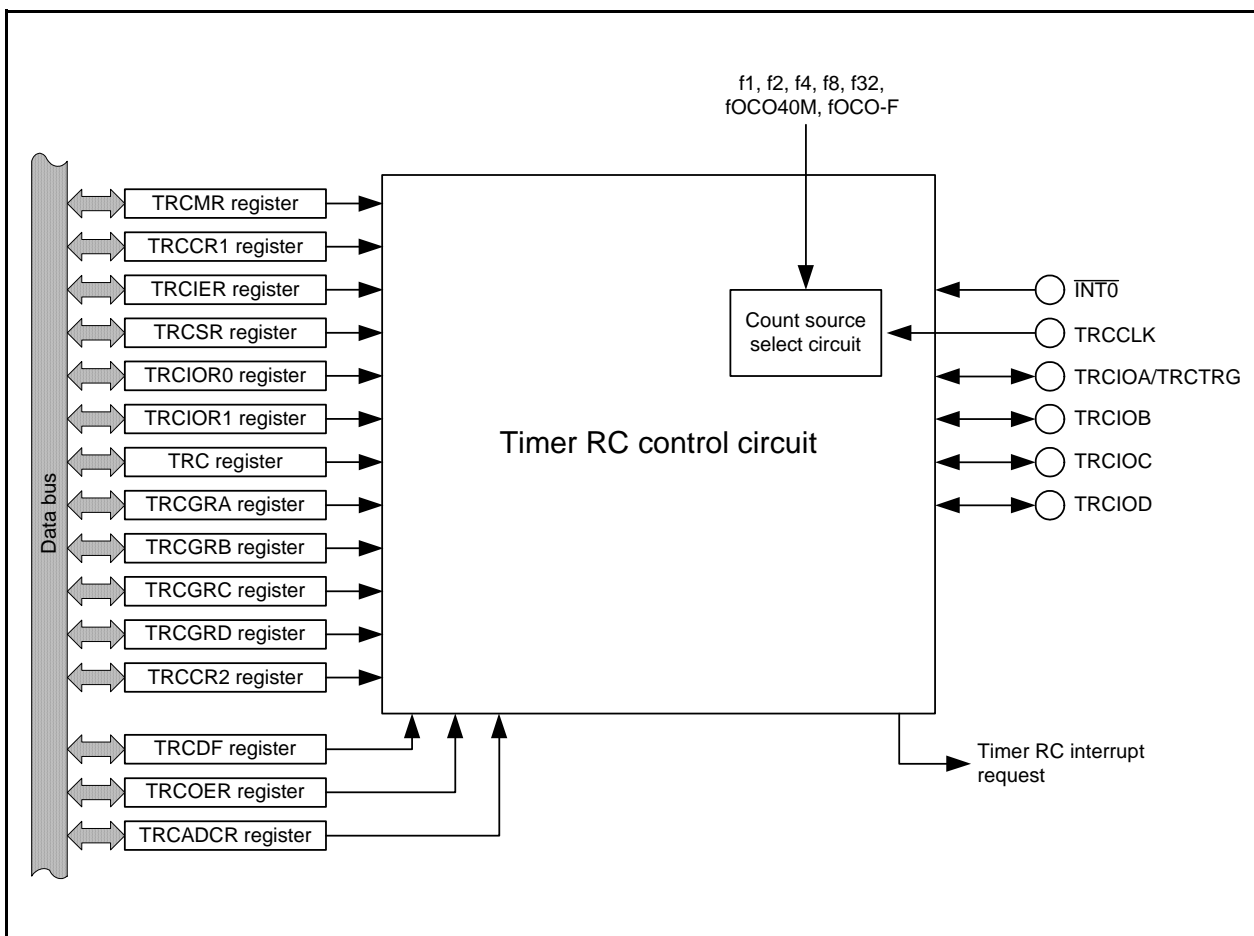 f1, f2, f4, f8, f32,
fOCO40M, fOCO-F
Data bus
TRCMR register
TRCCR1 register
TRCIER register
TRCSR register
TRCIOR0 register
TRCIOR1 register
TRC register
TRCGRA register
TRCGRB register
TRCGRC register
TRCGRD register
TRCCR2 register
TRCDF register
TRCOER register
TRCADCR register
Timer RC control circuit
Count source
select circuit
INT0
TRCCLK
TRCIOA/TRCTRG
TRCIOB
TRCIOC
TRCIOD
Timer RC interrupt
request